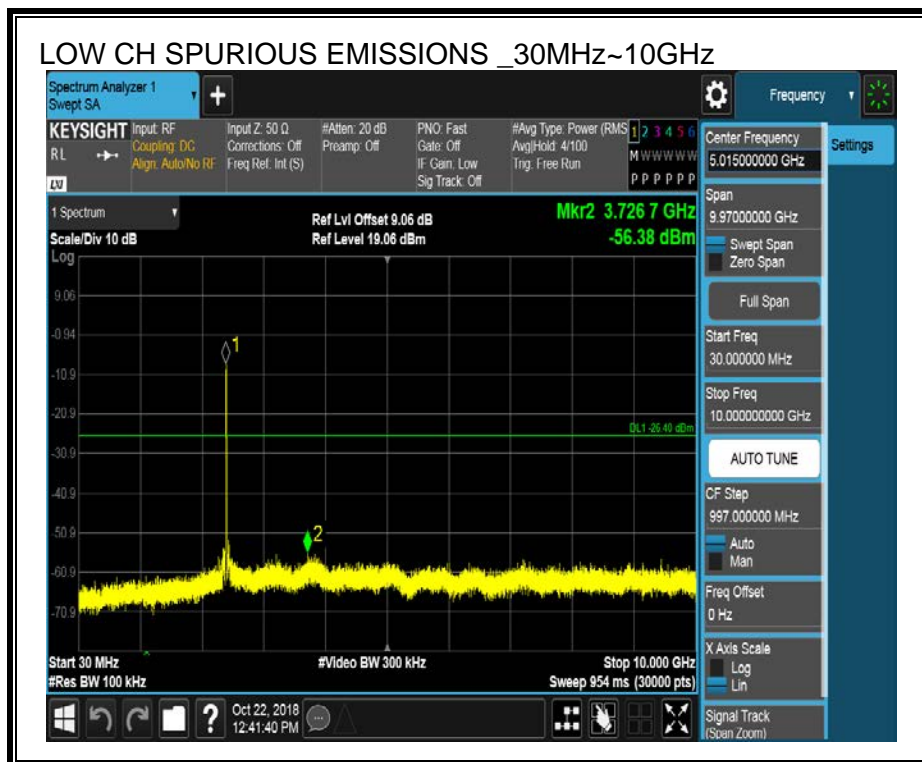 LOW CH SPURIOUS EMISSIONS _30MHz~10GHz
Spectrum Analyzer 1
Swept SA
+
Frequency
KEYSIGHT
RL
LXI
Input: RF
Coupling: DC
Align: Auto/No RF
Input Z: 50 Ω
Corrections: Off
Freq Ref: Int (S)
#Atten: 20 dB
Preamp: Off
PNO: Fast
Gate: Off
IF Gain: Low
Sig Track: Off
#Avg Type: Power (RMS
Avg|Hold: 4/100
Trig: Free Run
1 2 3 4 5 6
M W W W W W
P P P P P P
Center Frequency
5.015000000 GHz
Settings
Span
9.97000000 GHz
Swept Span
Zero Span
Full Span
Start Freq
30.000000 MHz
Stop Freq
10.000000000 GHz
AUTO TUNE
CF Step
997.000000 MHz
Auto
Man
Freq Offset
0 Hz
X Axis Scale
Log
Lin
Signal Track
(Span Zoom)
1 Spectrum
Scale/Div 10 dB
Log
Ref Lvl Offset 9.06 dB
Ref Level 19.06 dBm
Mkr2 3.726 7 GHz
-56.38 dBm
9.06
-0.94
1
-10.9
-20.9
DL1 -26.40 dBm
-30.9
-40.9
-50.9
2
-60.9
-70.9
Start 30 MHz
#Video BW 300 kHz
Stop 10.000 GHz
#Res BW 100 kHz
Sweep 954 ms (30000 pts)
?
Oct 22, 2018
12:41:40 PM